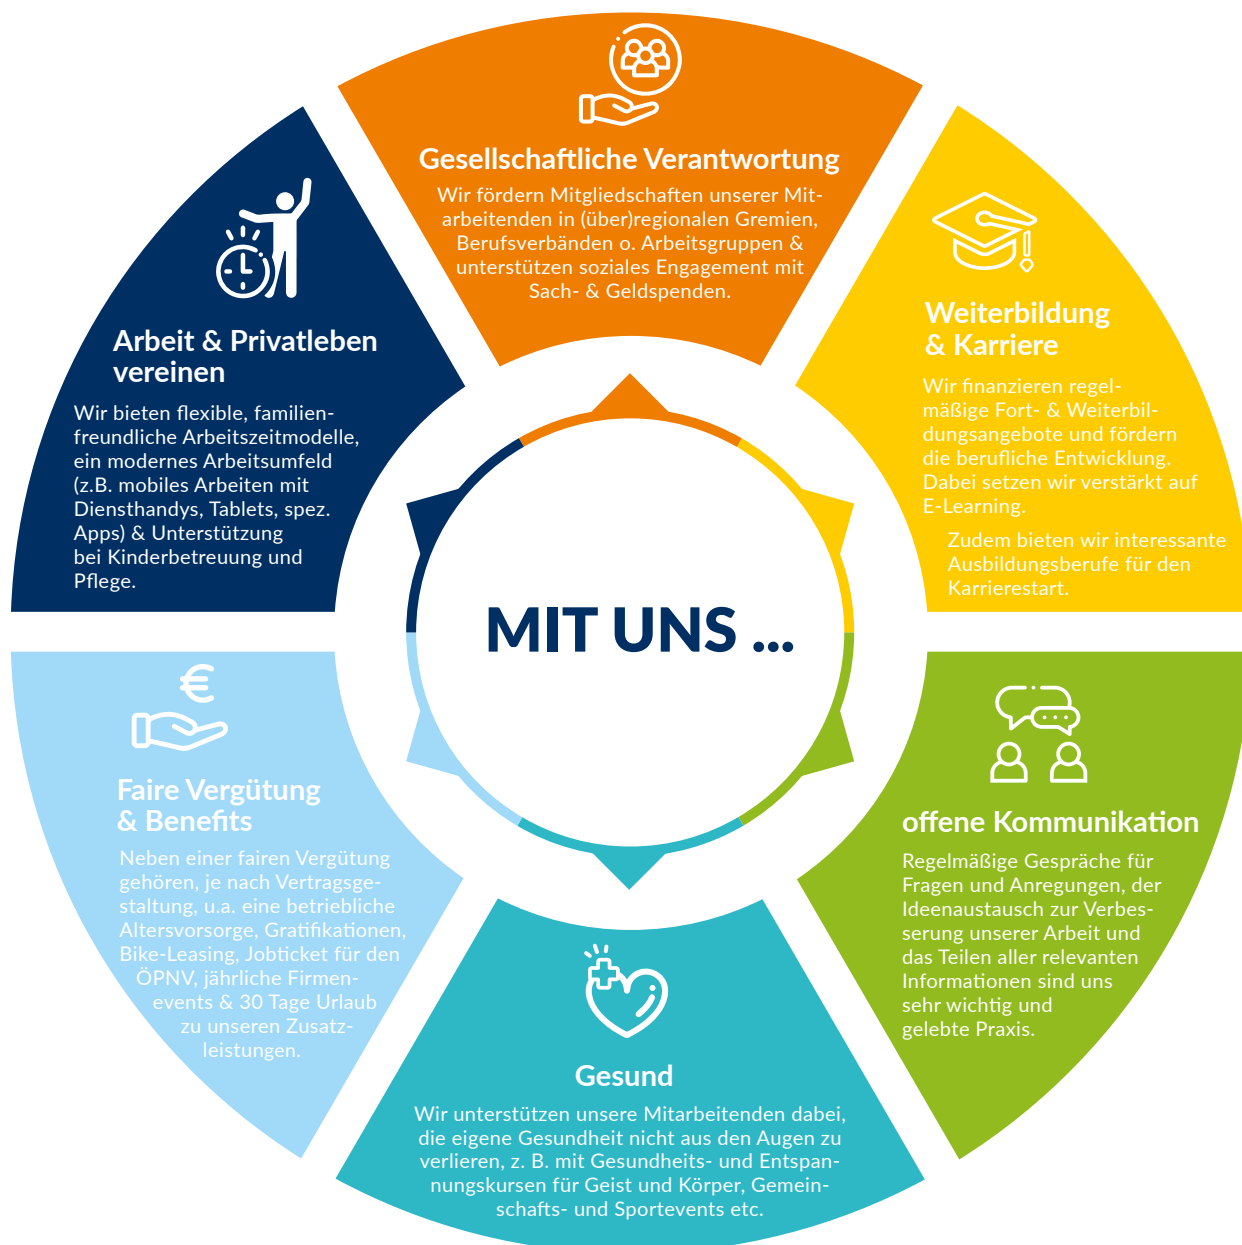 Gesellschaftliche Verantwortung
Wir fördern Mitgliedschaften unserer Mit-
arbeitenden in (über)regionalen Gremien,
Berufsverbänden o. Arbeitsgruppen &
unterstützen soziales Engagement mit
Sach- & Geldspenden.
Weiterbildung
& Karriere
Wir finanzieren regel-
mäßige Fort- & Weiterbil-
dungsangebote und fördern
die berufliche Entwicklung.
Dabei setzen wir verstärkt auf
E-Learning.
Zudem bieten wir interessante
Ausbildungsberufe für den
Karrierestart.
offene Kommunikation
Regelmäßige Gespräche für
Fragen und Anregungen, der
Ideenaustausch zur Verbes-
serung unserer Arbeit und
das Teilen aller relevanten
Informationen sind uns
sehr wichtig und
gelebte Praxis.
Gesund
Wir unterstützen unsere Mitarbeitenden dabei,
die eigene Gesundheit nicht aus den Augen zu
verlieren, z. B. mit Gesundheits- und Entspan-
nungskursen für Geist und Körper, Gemein-
schafts- und Sportevents etc.
€
Faire Vergütung
& Benefits
Neben einer fairen Vergütung
gehören, je nach Vertragsge-
staltung, u.a. eine betriebliche
Altersvorsorge, Gratifikationen,
Bike-Leasing, Jobticket für den
ÖPNV, jährliche Firmen-
events & 30 Tage Urlaub
zu unseren Zusatz-
leistungen.
Arbeit & Privatleben
vereinen
Wir bieten flexible, familien-
freundliche Arbeitszeitmodelle,
ein modernes Arbeitsumfeld
(z.B. mobiles Arbeiten mit
Diensthandys, Tablets, spez.
Apps) & Unterstützung
bei Kinderbetreuung und
Pflege.
MIT UNS ...